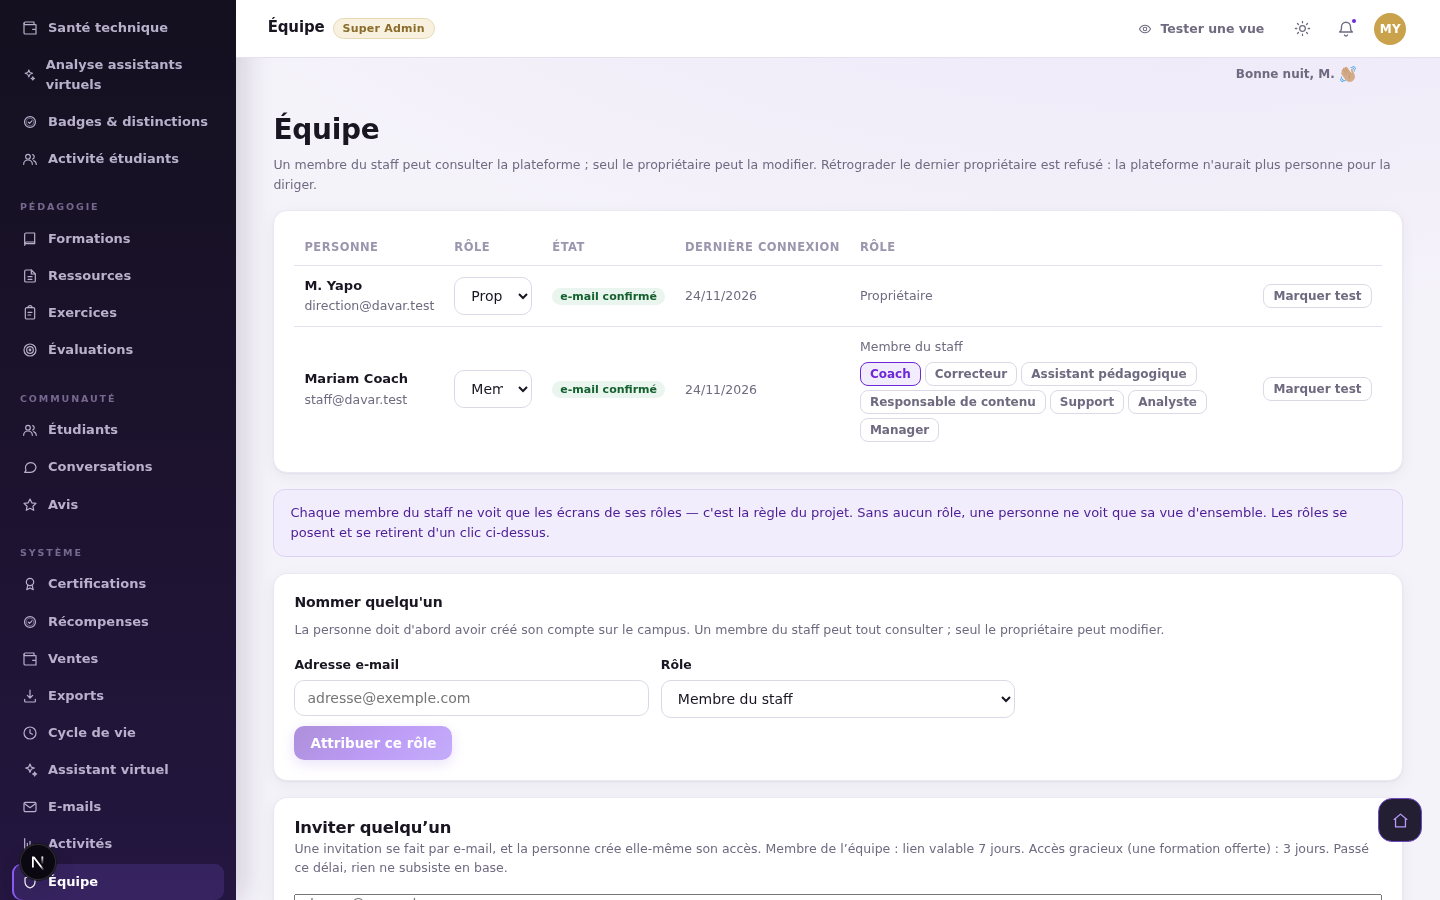 Santé technique
Analyse assistants
virtuels
Badges & distinctions
Activité étudiants
PÉDAGOGIE
Formations
Ressources
Exercices
Évaluations
COMMUNAUTÉ
Étudiants
Conversations
Avis
SYSTÈME
Certifications
Récompenses
Ventes
Exports
Cycle de vie
Assistant virtuel
E-mails
Activités
N
Équipe
Équipe Super Admin
Tester une vue
MY
Bonne nuit, M. 👋🏽
Équipe
Un membre du staff peut consulter la plateforme ; seul le propriétaire peut la modifier. Rétrograder le dernier propriétaire est refusé : la plateforme n'aurait plus personne pour la
diriger.
PERSONNE RÔLE ÉTAT DERNIÈRE CONNEXION RÔLE
M. Yapo
direction@davar.test
Prop
e-mail confirmé
24/11/2026
Propriétaire
Marquer test
Mariam Coach
staff@davar.test
Mem
e-mail confirmé
24/11/2026
Membre du staff
Coach Correcteur Assistant pédagogique
Responsable de contenu Support Analyste
Manager
Marquer test
Chaque membre du staff ne voit que les écrans de ses rôles — c'est la règle du projet. Sans aucun rôle, une personne ne voit que sa vue d'ensemble. Les rôles se
posent et se retirent d'un clic ci-dessus.
Nommer quelqu'un
La personne doit d'abord avoir créé son compte sur le campus. Un membre du staff peut tout consulter ; seul le propriétaire peut modifier.
Adresse e-mail Rôle
adresse@exemple.com Membre du staff
Attribuer ce rôle
Inviter quelqu’un
Une invitation se fait par e-mail, et la personne crée elle-même son accès. Membre de l’équipe : lien valable 7 jours. Accès gracieux (une formation offerte) : 3 jours. Passé
ce délai, rien ne subsiste en base.